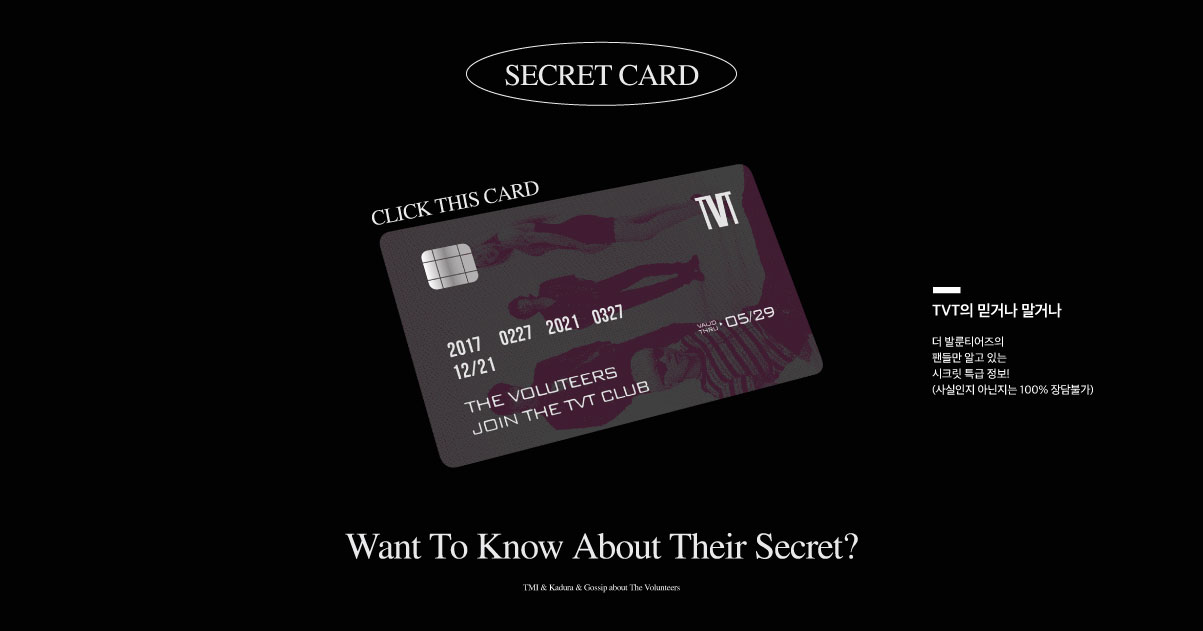 SECRET CARD
CLICK THIS CARD
TVT
2017 0227 2021 0327
12/21
VALID
THRU
05/29
THE VOLUTEERS
JOIN THE TVT CLUB
TVT의 믿거나 말거나
더 발룬티어즈의
팬들만 알고 있는
시크릿 특급 정보!
(사실인지 아닌지는 100% 장담불가)
Want To Know About Their Secret?
TMI & Kadura & Gossip about The Volunteers